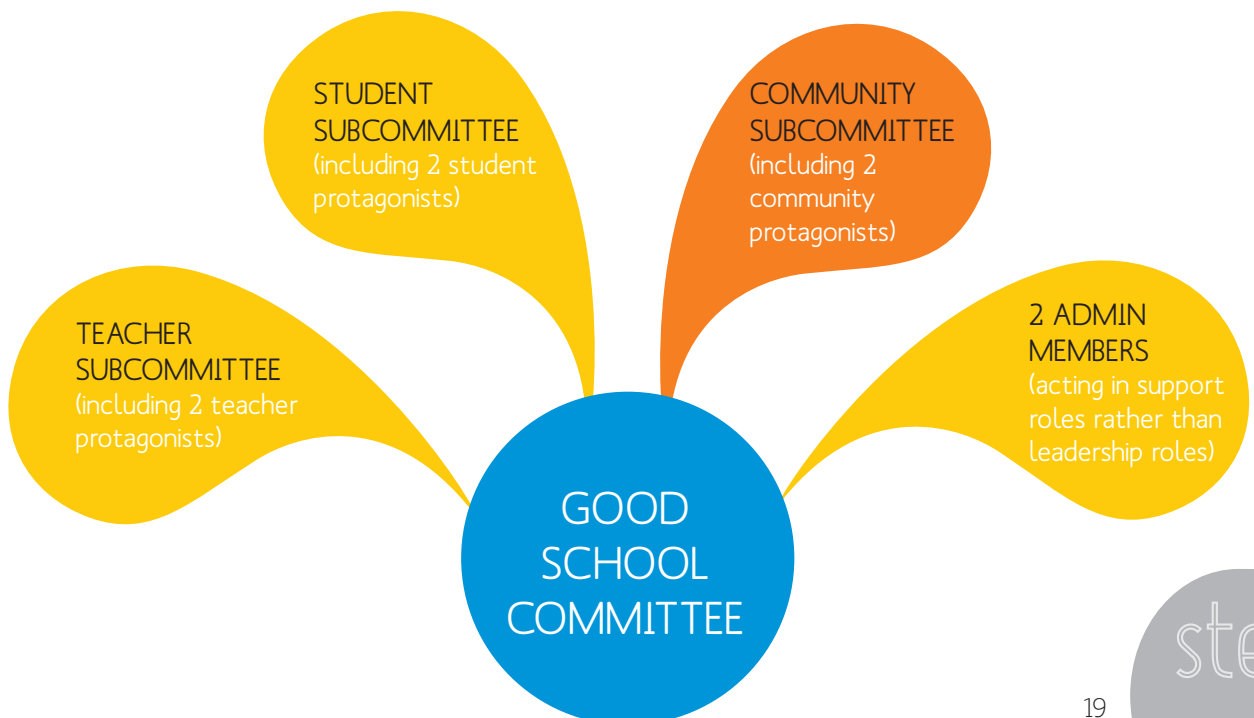 STUDENT
SUBCOMMITTEE
(including 2 student
protagonists)
COMMUNITY
SUBCOMMITTEE
(including 2
community
protagonists)
TEACHER
SUBCOMMITTEE
(including 2 teacher
protagonists)
2 ADMIN
MEMBERS
(acting in support
roles rather than
leadership roles)
GOOD
SCHOOL
COMMITTEE
19